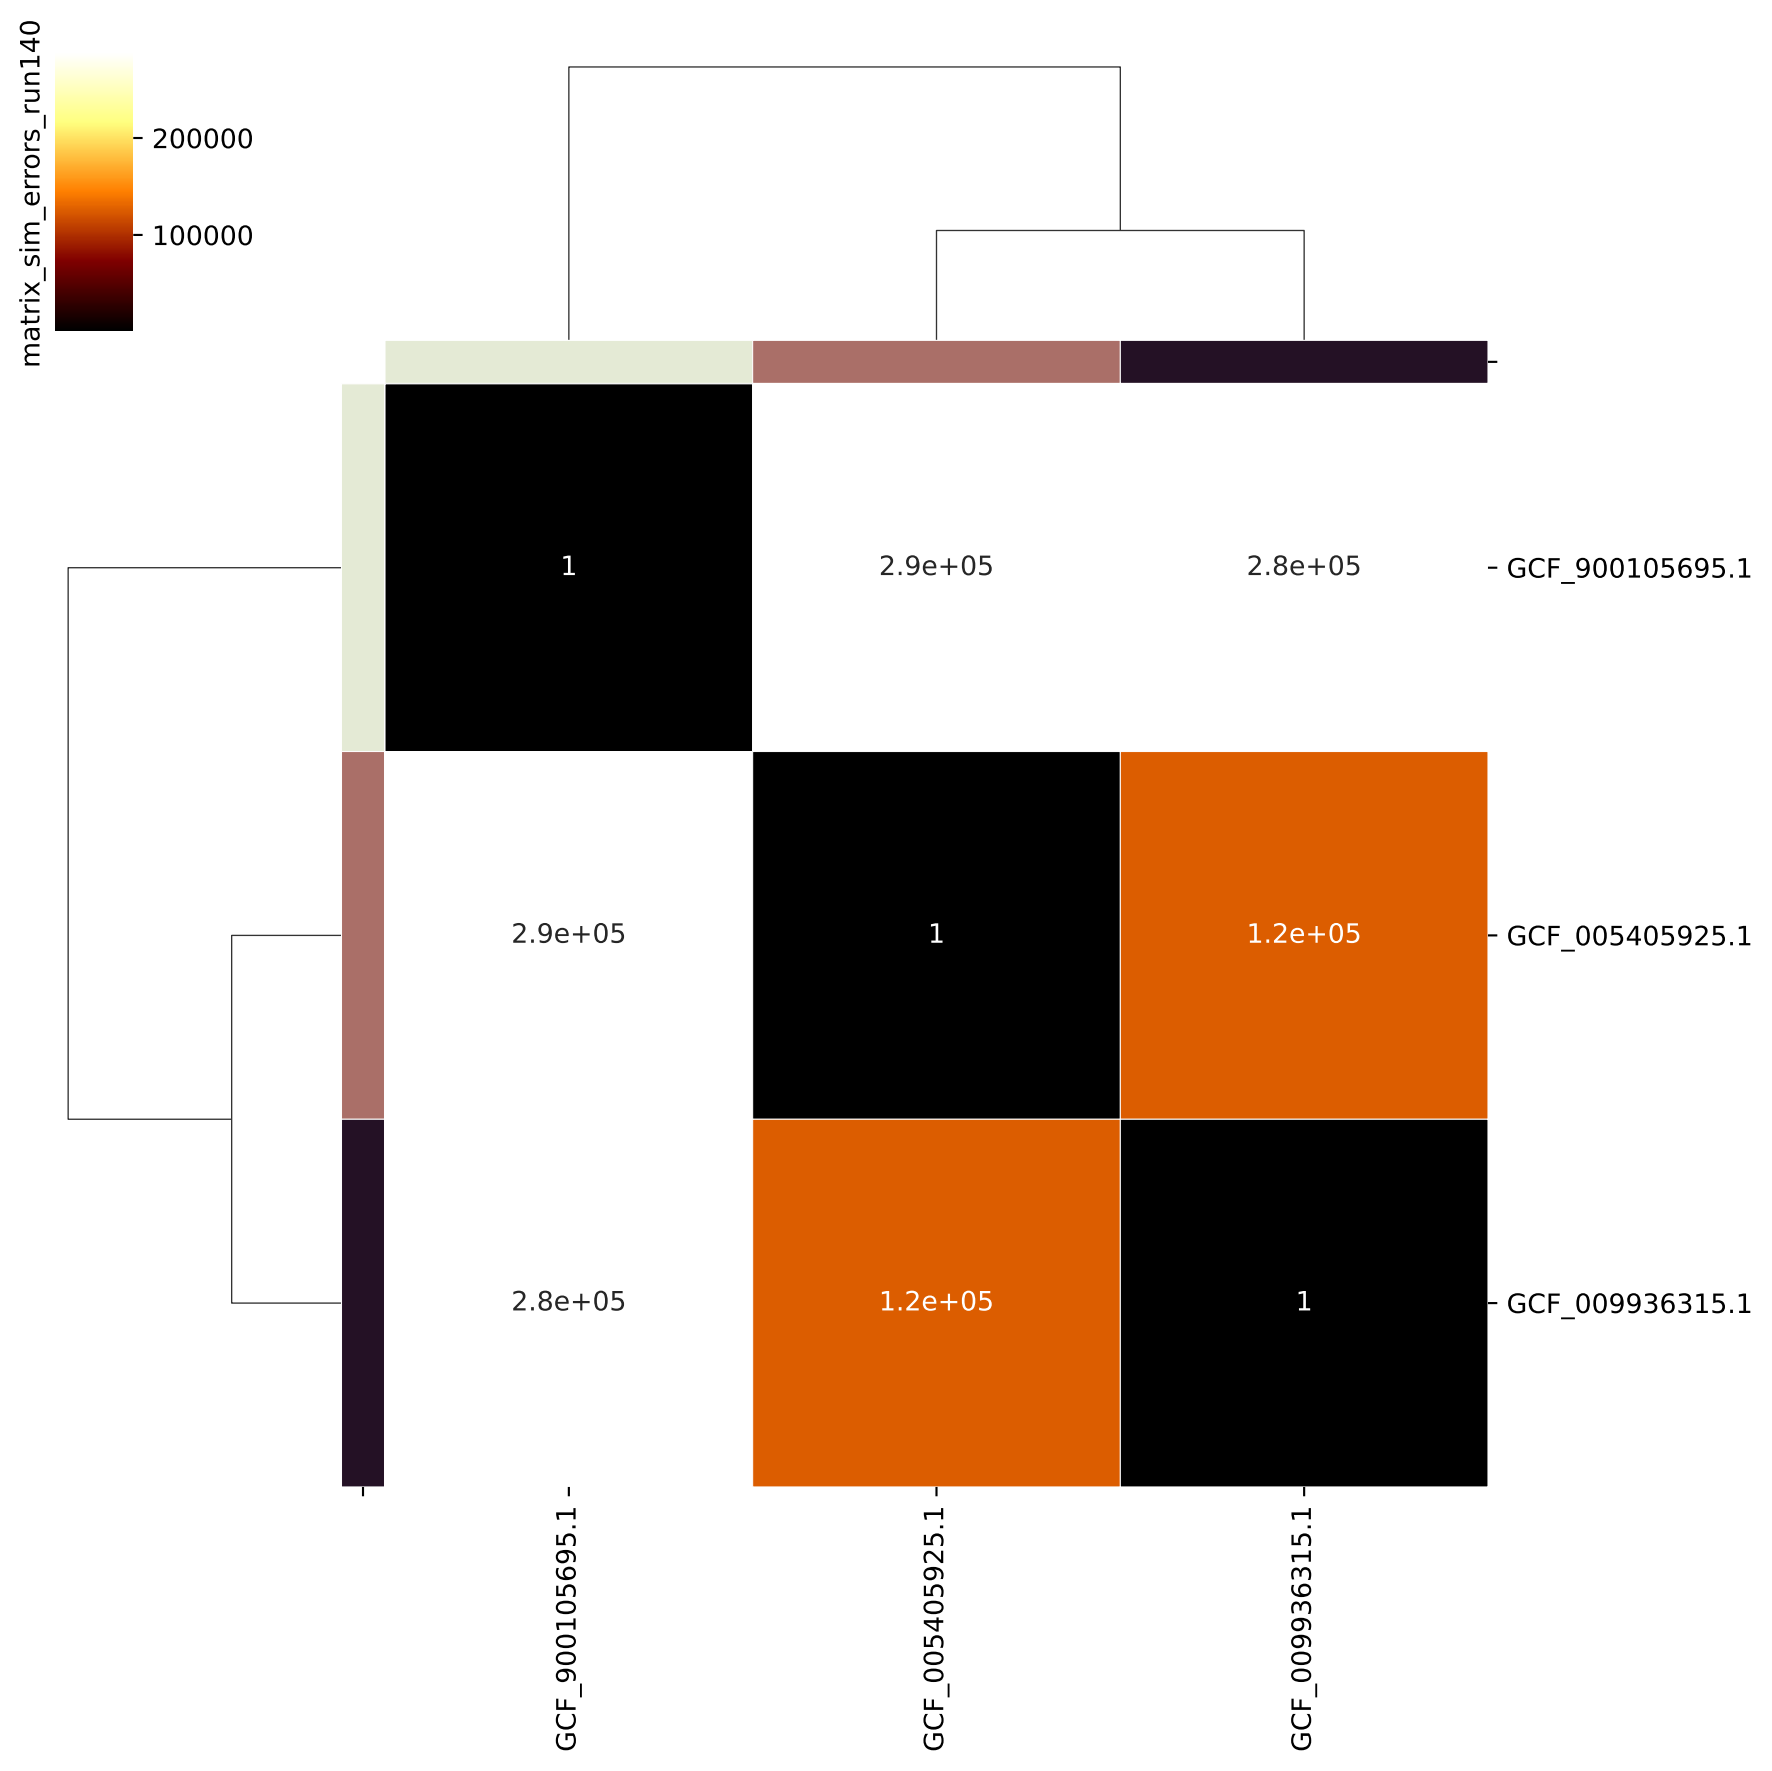 matrix_sim_errors_run140
200000
100000
1
2.9e+05
2.8e+05
GCF_900105695.1
2.9e+05
1
1.2e+05
GCF_005405925.1
2.8e+05
1.2e+05
1
GCF_009936315.1
GCF_900105695.1
GCF_005405925.1
GCF_009936315.1